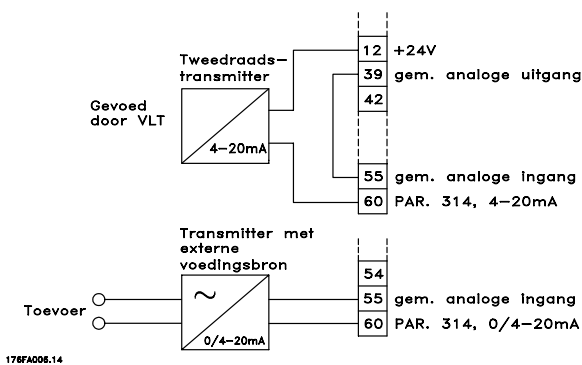 Tweedraads-
transmitter
Gevoed
door VLT
4-20mA
12 +24V
39 gem. analoge uitgang
42
55 gem. analoge ingang
60 PAR. 314, 4-20mA
Transmitter met
externe
voedingsbron
Toevoer
~
0/4-20mA
54
55 gem. analoge ingang
60 PAR. 314, 0/4-20mA
176FA006.14